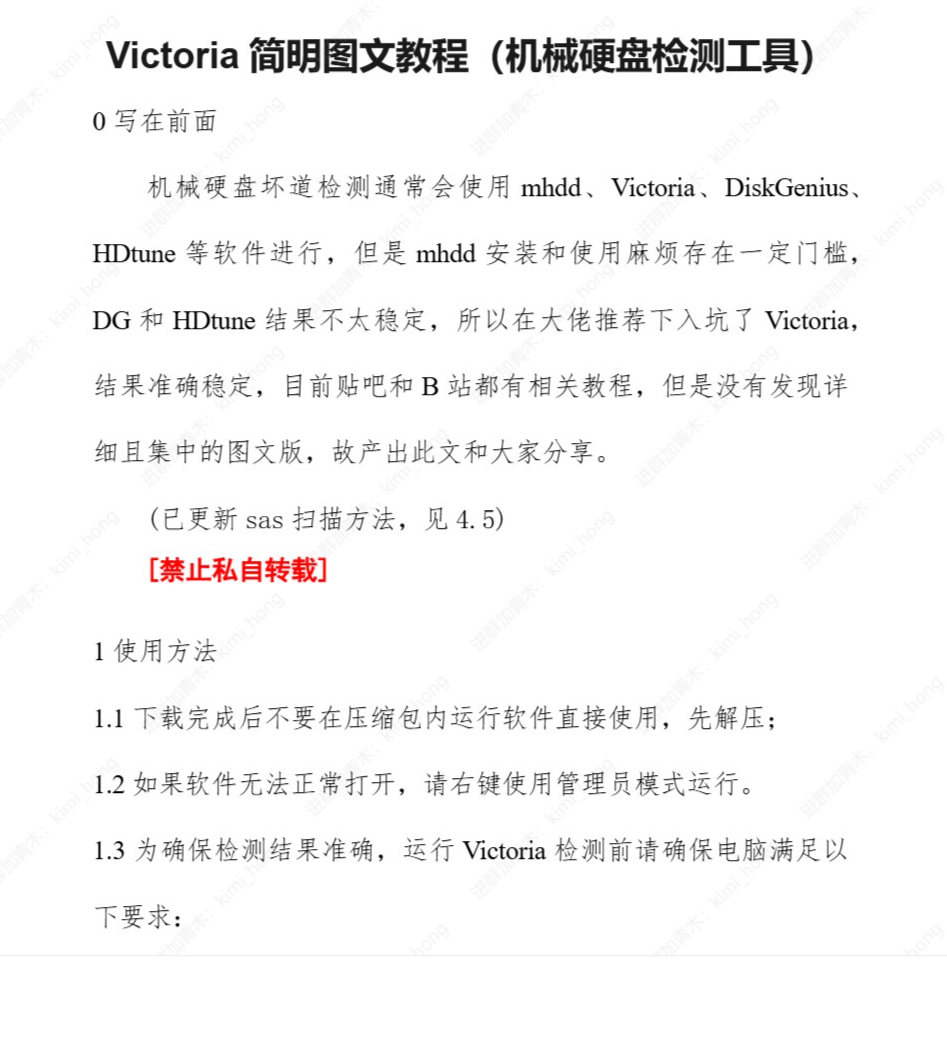 Victoria 简明图文教程（机械硬盘检测工具）
0 写在前面
机械硬盘坏道检测通常会使用 mhdd、Victoria、DiskGenius、
HDtune 等软件进行，但是 mhdd 安装和使用麻烦存在一定门槛，
DG 和 HDtune 结果不太稳定，所以在大佬推荐下入坑了 Victoria，
结果准确稳定，目前贴吧和 B 站都有相关教程，但是没有发现详
细且集中的图文版，故产出此文和大家分享。
(已更新 sas 扫描方法，见 4.5)
[禁止私自转载]
1 使用方法
1.1 下载完成后不要在压缩包内运行软件直接使用，先解压；
1.2 如果软件无法正常打开，请右键使用管理员模式运行。
1.3 为确保检测结果准确，运行 Victoria 检测前请确保电脑满足以
下要求：
进群加青木：kimi_hong